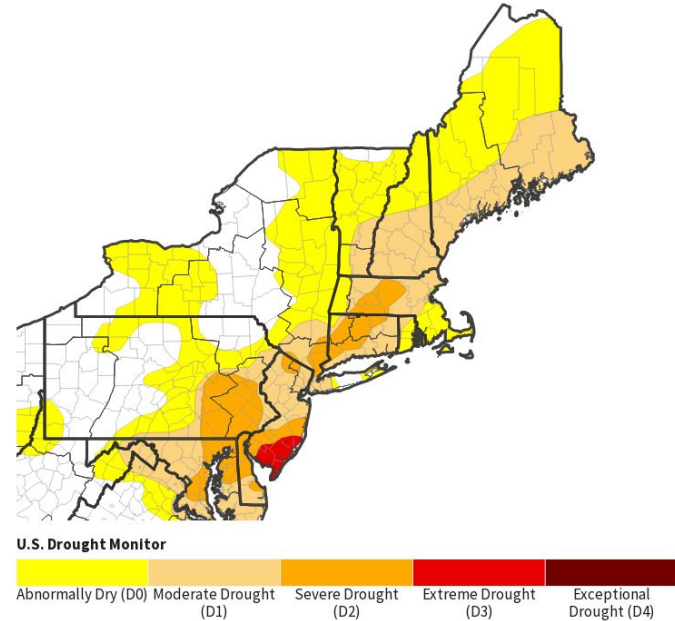 U.S. Drought Monitor
Abnormally Dry (D0) Moderate Drought (D1) Severe Drought (D2) Extreme Drought (D3) Exceptional Drought (D4)